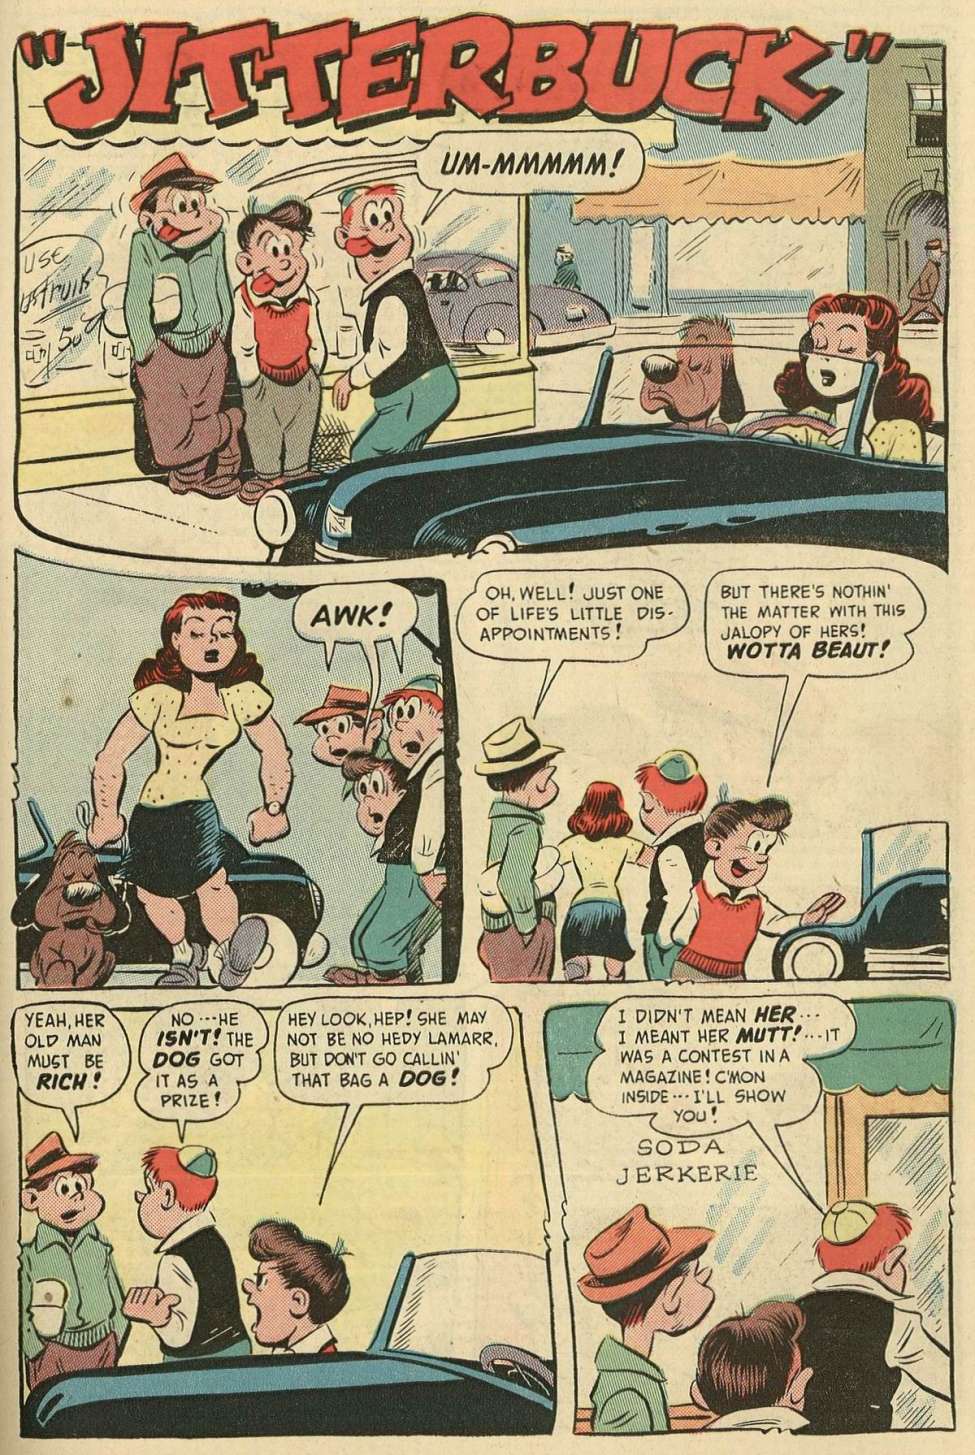 "JITTERBUCK"
UM-MMMMM!
USE
5¢
AWK!
OH, WELL! JUST ONE
OF LIFE'S LITTLE DIS-
APPOINTMENTS!
BUT THERE'S NOTHIN'
THE MATTER WITH THIS
JALOPY OF HERS!
WOTTA BEAUT!
YEAH, HER
OLD MAN
MUST BE
RICH!
NO ---HE
ISN'T! THE
DOG GOT
IT AS A
PRIZE!
HEY LOOK, HEP! SHE MAY
NOT BE NO HEDY LAMARR,
BUT DON'T GO CALLIN'
THAT BAG A DOG!
I DIDN'T MEAN HER ---
I MEANT HER MUTT!---IT
WAS A CONTEST IN A
MAGAZINE! C'MON
INSIDE --- I'LL SHOW
YOU!
SODA
JERKERIE